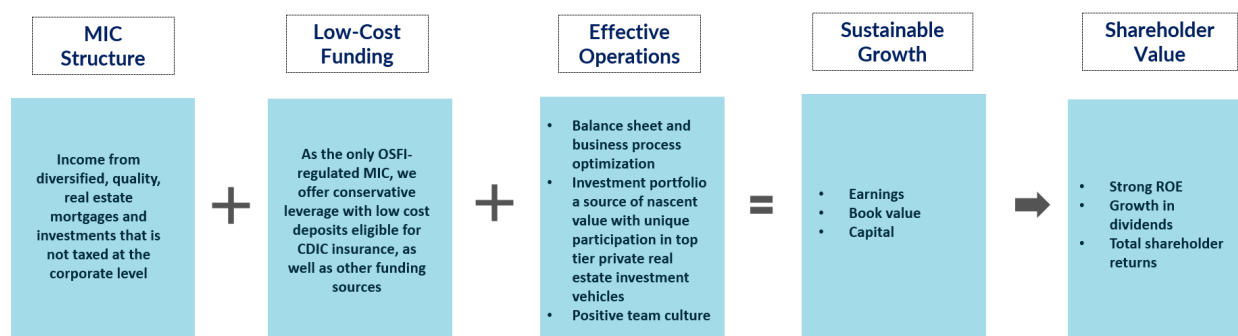 MIC
Structure
Income from
diversified, quality,
real estate
mortgages and
investments that is
not taxed at the
corporate level
+
Low-Cost
Funding
As the only OSFI-
regulated MIC, we
offer conservative
leverage with low cost
deposits eligible for
CDIC insurance, as
well as other funding
sources
+
Effective
Operations
• Balance sheet and
business process
optimization
• Investment portfolio
a source of nascent
value with unique
participation in top
tier private real
estate investment
vehicles
• Positive team culture
=
Sustainable
Growth
• Earnings
• Book value
• Capital
Shareholder
Value
• Strong ROE
• Growth in
dividends
• Total shareholder
returns